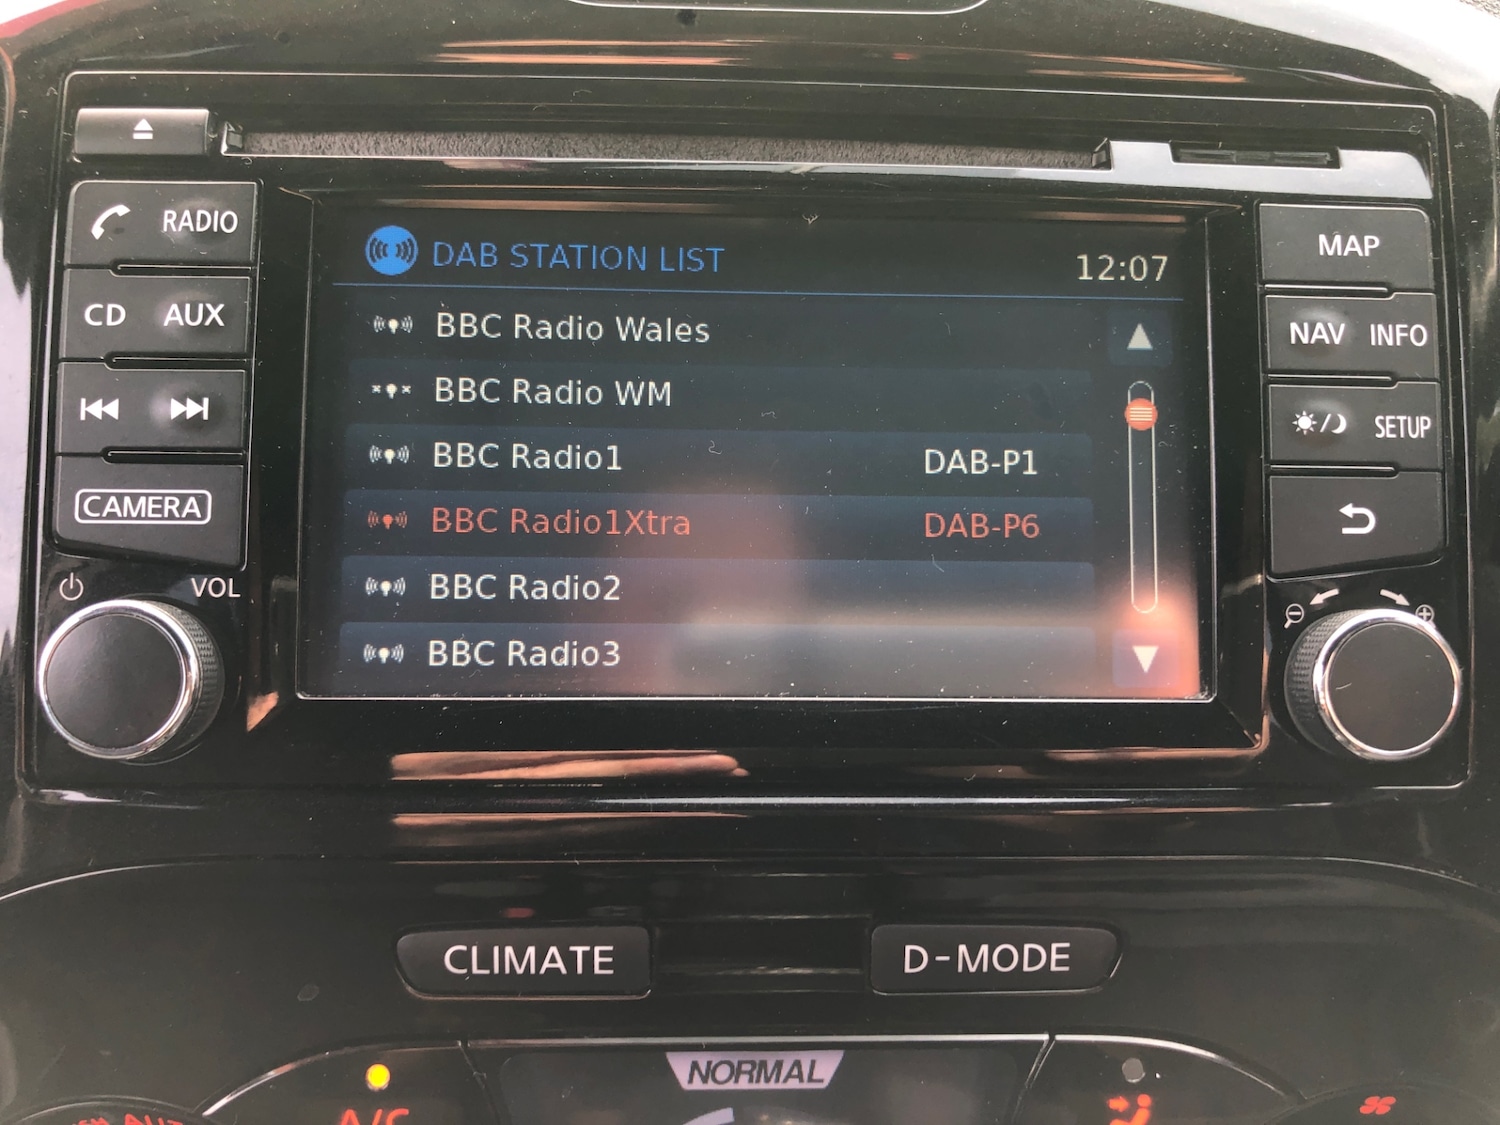 RADIO
CD AUX
CAMERA
VOL
DAB STATION LIST
12:07
BBC Radio Wales
BBC Radio WM
BBC Radio1 DAB-P1
BBC Radio1Xtra DAB-P6
BBC Radio2
BBC Radio3
MAP
NAV INFO
SETUP
CLIMATE
D-MODE
NORMAL
A/C